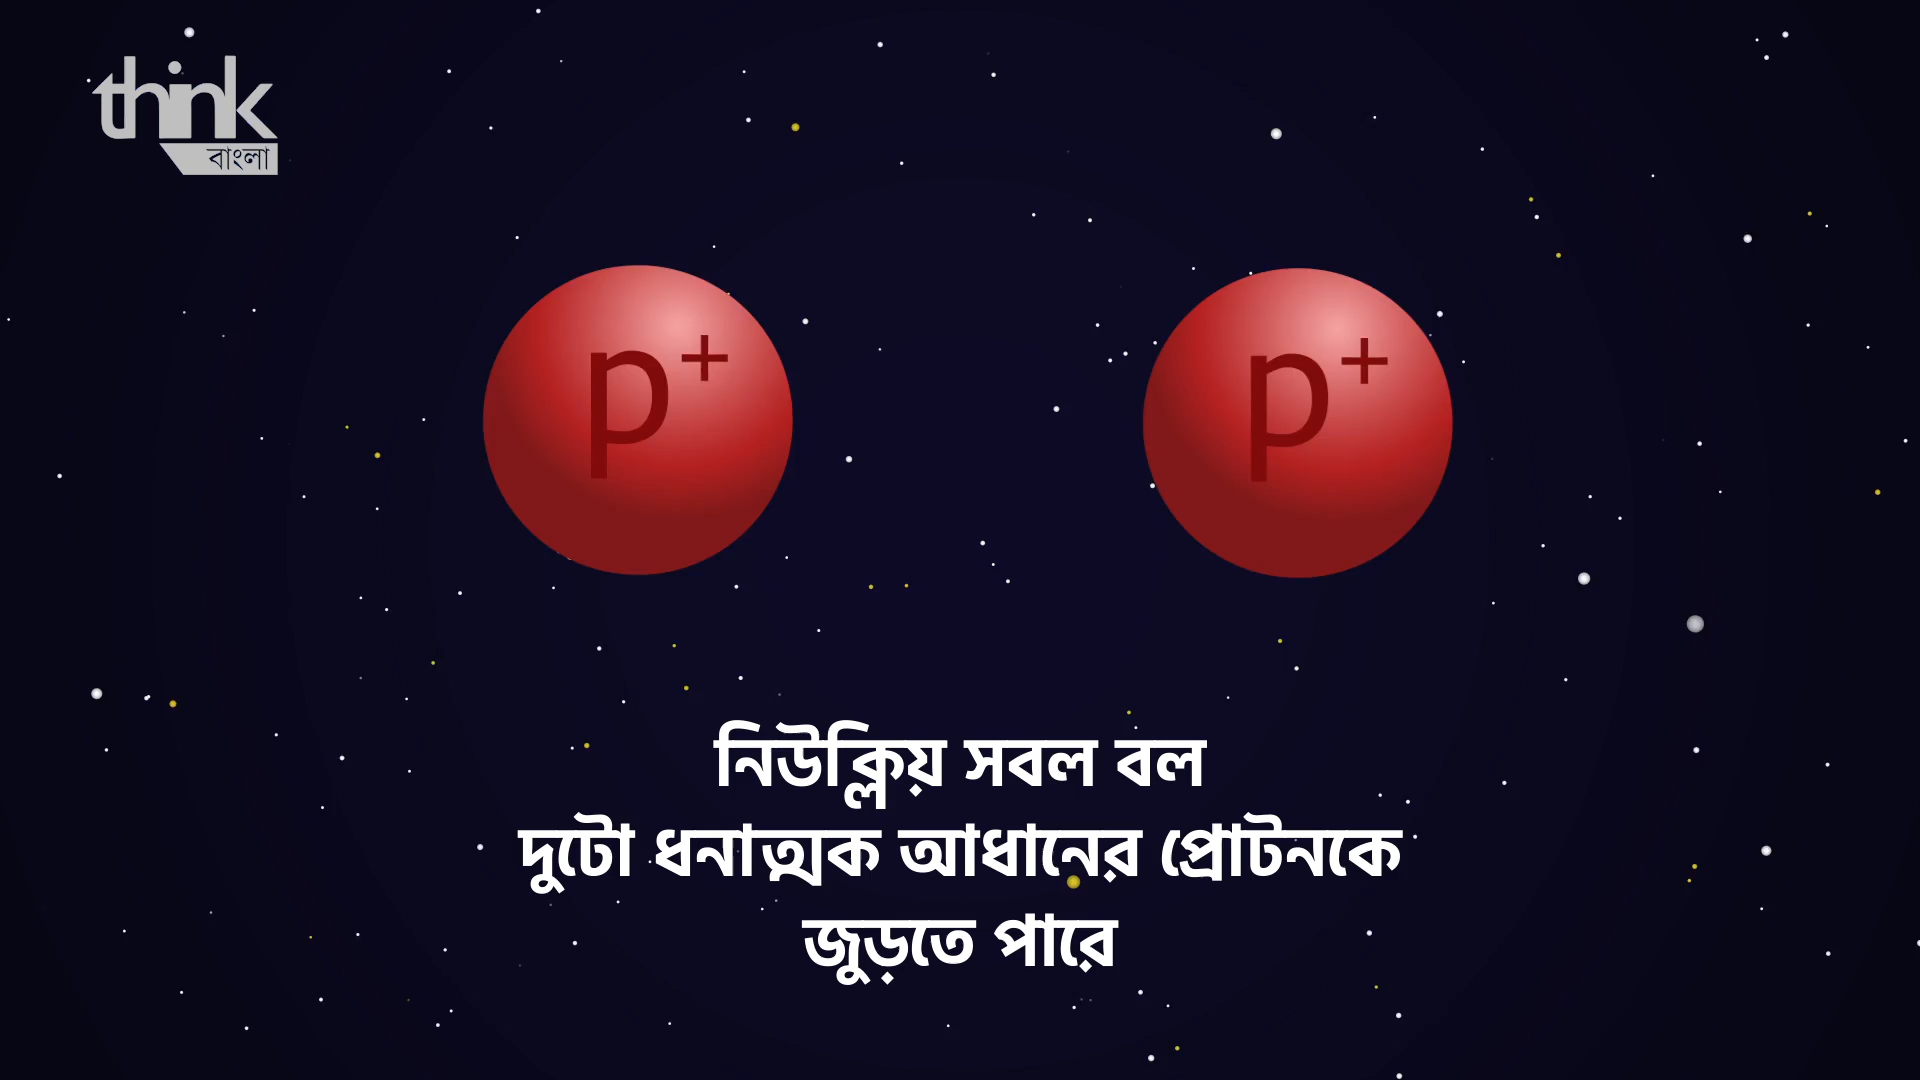 think
বাংলা
p+
p+
নিউক্লিয় সবল বল
দুটো ধনাত্মক আধানের প্রোটনকে
জুড়তে পারে